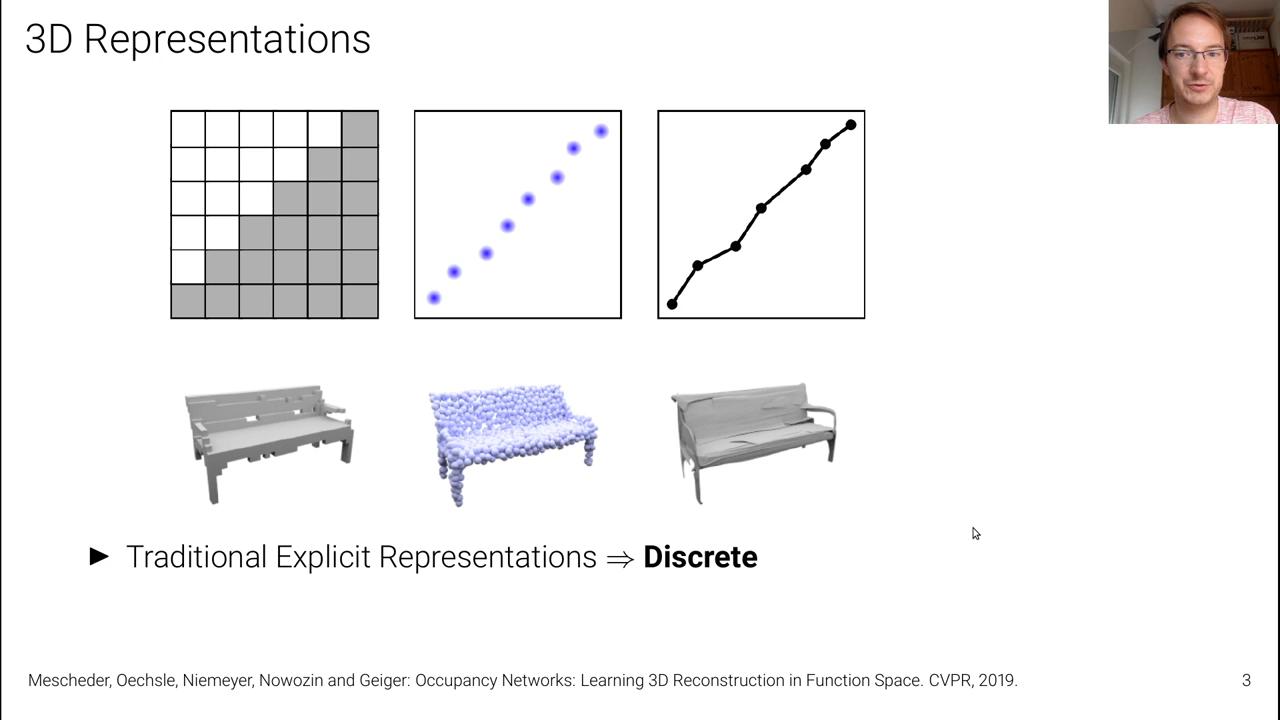 3D Representations
► Traditional Explicit Representations ⇒ Discrete
Mescheder, Oechsle, Niemeyer, Nowozin and Geiger: Occupancy Networks: Learning 3D Reconstruction in Function Space. CVPR, 2019.
3